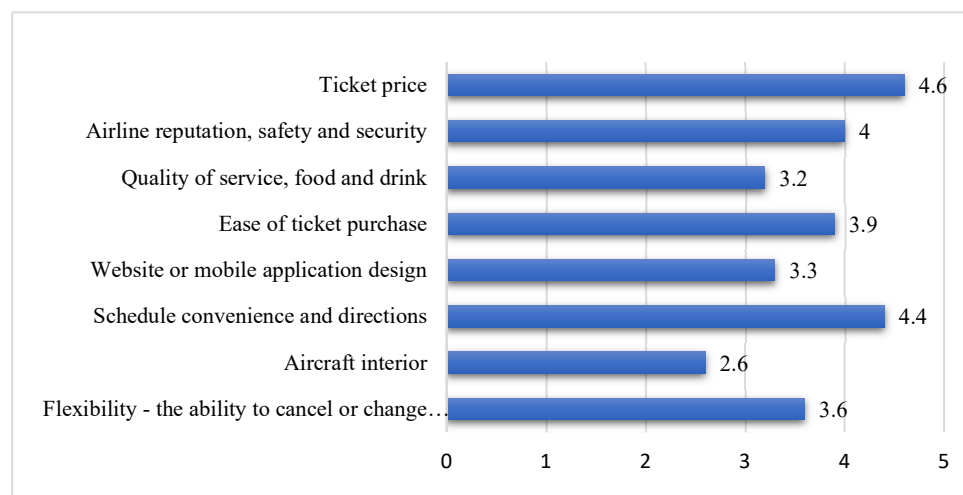 Ticket price 4.6
Airline reputation, safety and security 4
Quality of service, food and drink 3.2
Ease of ticket purchase 3.9
Website or mobile application design 3.3
Schedule convenience and directions 4.4
Aircraft interior 2.6
Flexibility - the ability to cancel or change… 3.6
0 1 2 3 4 5